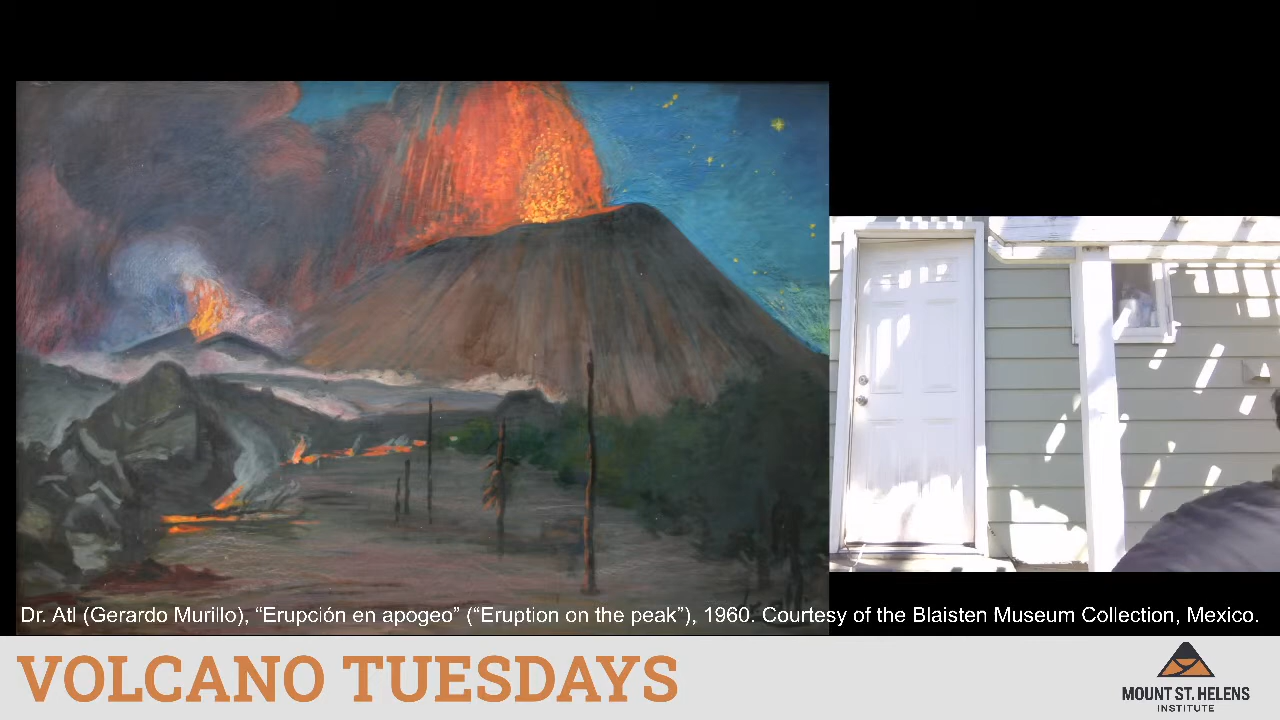 Dr. Atl (Gerardo Murillo), “Erupción en apogeo” (“Eruption on the peak”), 1960. Courtesy of the Blaisten Museum Collection, Mexico.
VOLCANO TUESDAYS
MOUNT ST. HELENS
INSTITUTE